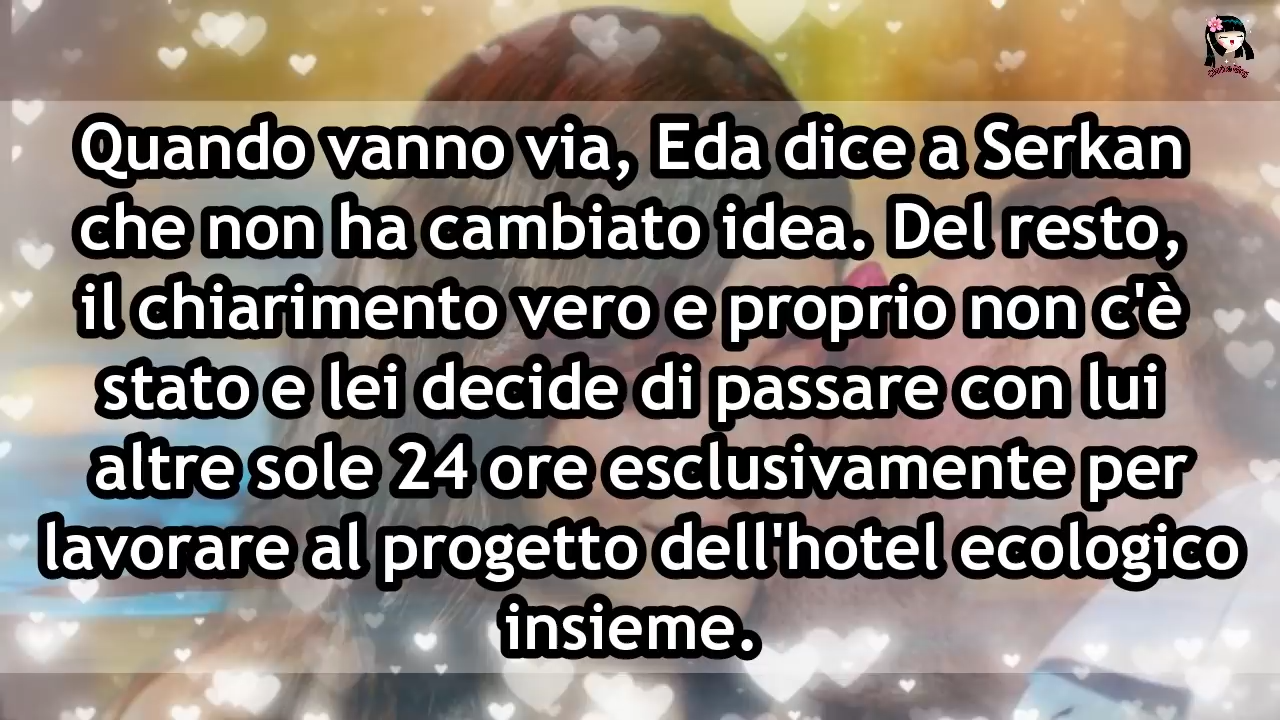 Quando vanno via, Eda dice a Serkan
che non ha cambiato idea. Del resto,
il chiarimento vero e proprio non c'è
stato e lei decide di passare con lui
altre sole 24 ore esclusivamente per
lavorare al progetto dell'hotel ecologico
insieme.